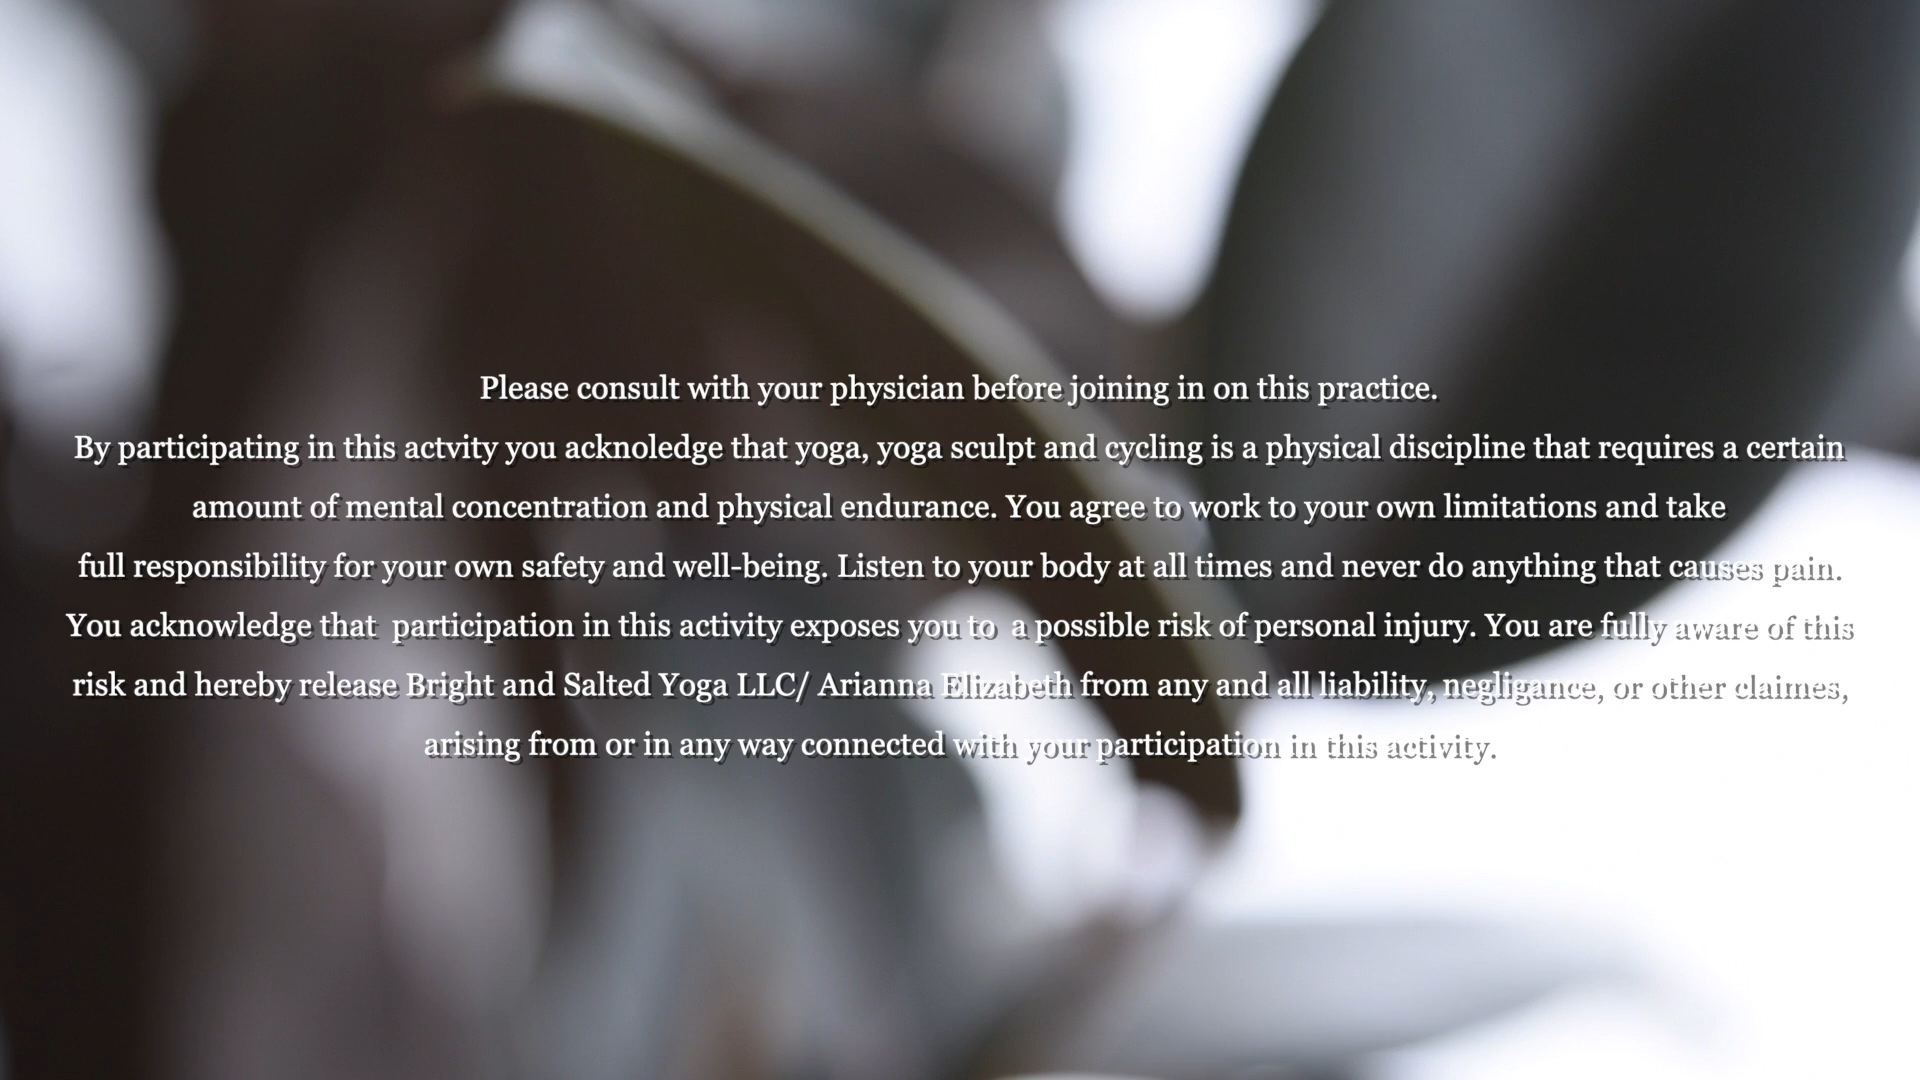 Please consult with your physician before joining in on this practice.
By participating in this actvity you acknoledge that yoga, yoga sculpt and cycling is a physical discipline that requires a certain
amount of mental concentration and physical endurance. You agree to work to your own limitations and take
full responsibility for your own safety and well-being. Listen to your body at all times and never do anything that causes pain.
You acknowledge that  participation in this activity exposes you to  a possible risk of personal injury. You are fully aware of this
risk and hereby release Bright and Salted Yoga LLC/ Arianna Elizabeth from any and all liability, negligance, or other claimes,
arising from or in any way connected with your participation in this activity.